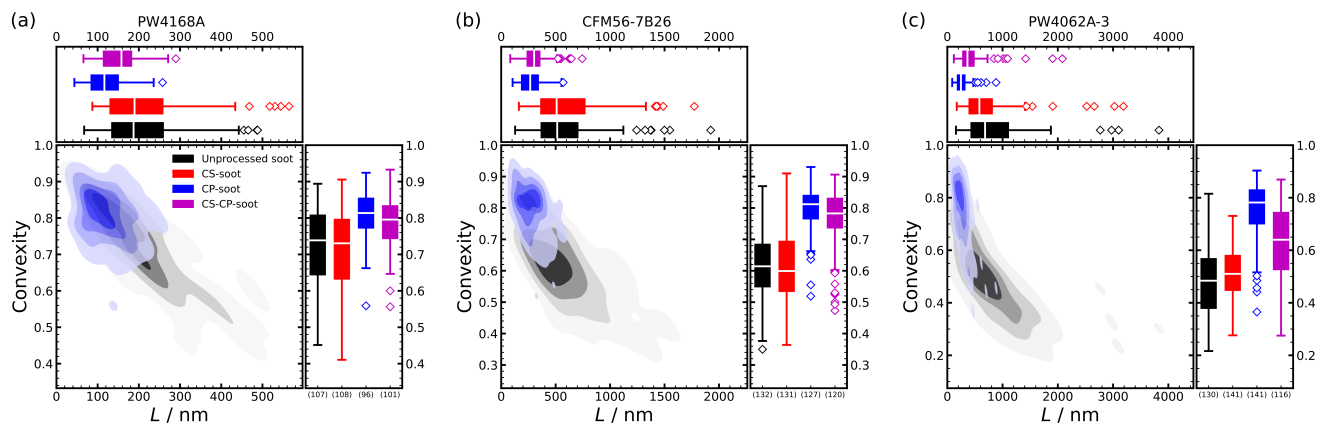 (a)
PW4168A
0 100 200 300 400 500
Unprocessed soot
CS-soot
CP-soot
CS-CP-soot
Convexity
1.0
0.9
0.8
0.7
0.6
0.5
0.4
1.0
0.9
0.8
0.7
0.6
0.5
0.4
0 100 200 300 400 500
L / nm
(107) (108) (96) (101)
(b)
CFM56-7B26
0 500 1000 1500 2000
Convexity
1.0
0.9
0.8
0.7
0.6
0.5
0.4
0.3
1.0
0.9
0.8
0.7
0.6
0.5
0.4
0.3
0 500 1000 1500 2000
L / nm
(132) (131) (127) (120)
(c)
PW4062A-3
0 1000 2000 3000 4000
Convexity
1.0
0.8
0.6
0.4
0.2
1.0
0.8
0.6
0.4
0.2
0 1000 2000 3000 4000
L / nm
(130) (141) (141) (116)